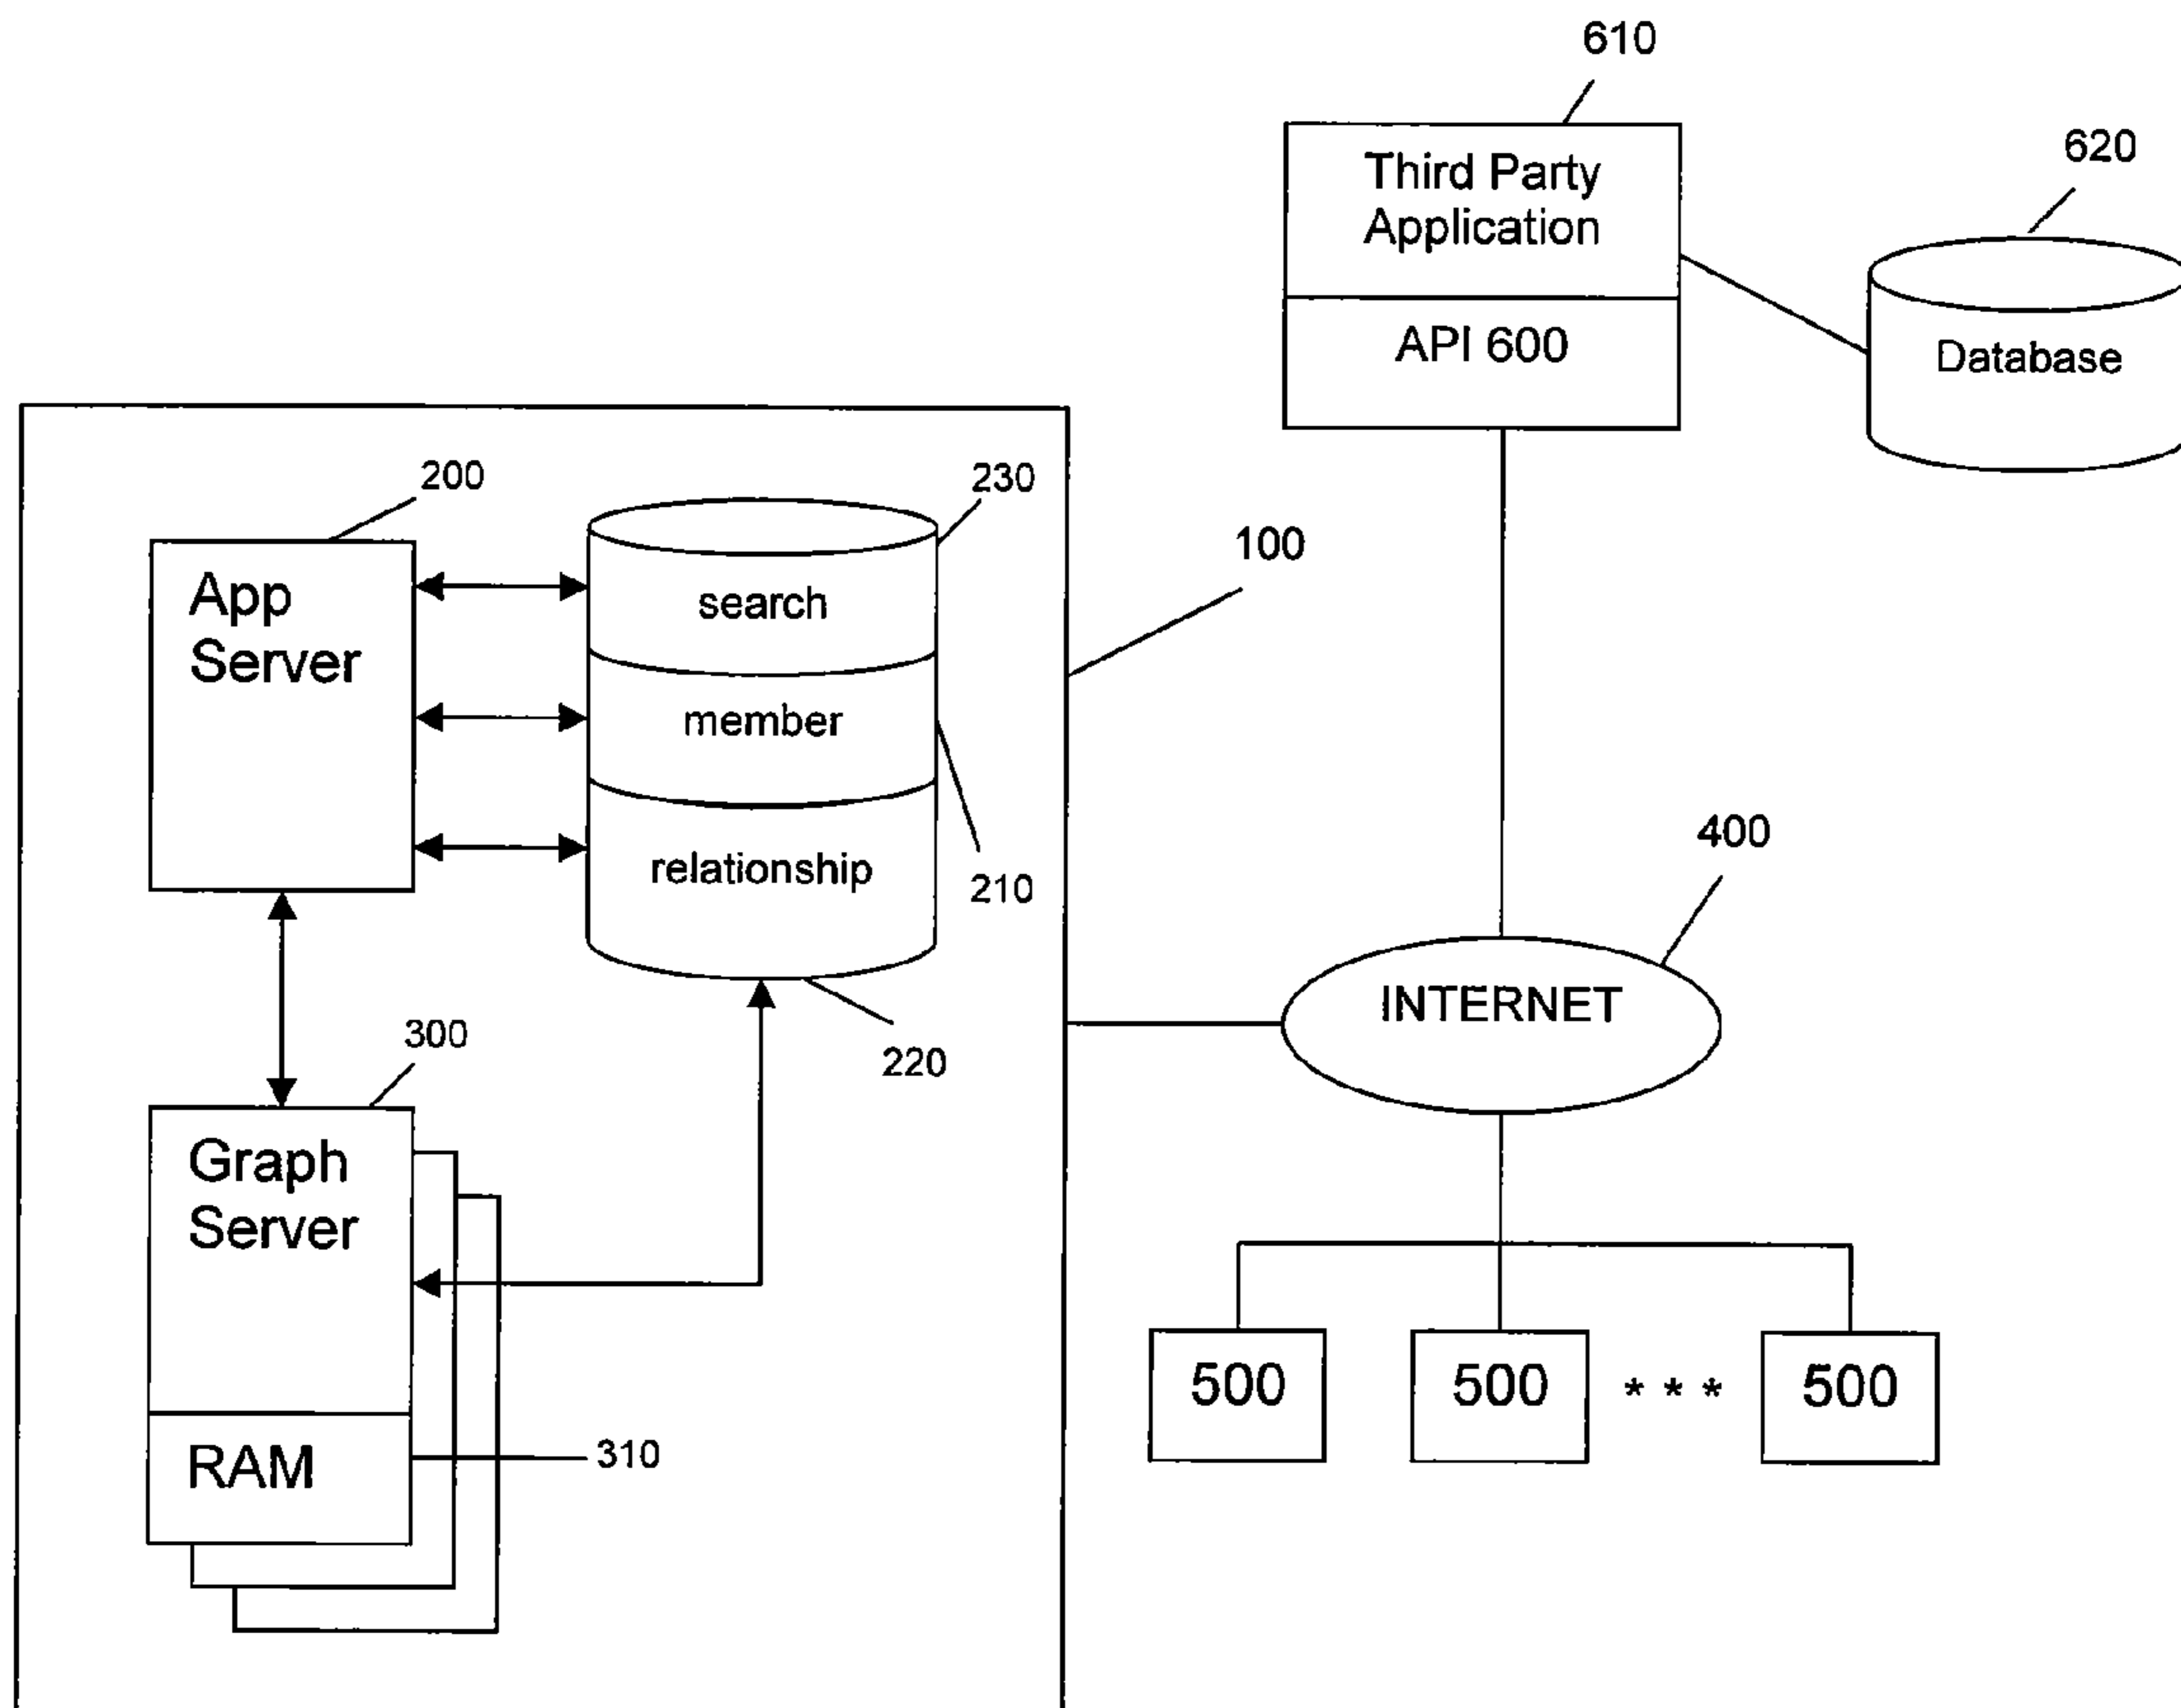 610
620
Third Party
Application
API 600
Database
200
230
100
App
Server
search
member
relationship
210
400
INTERNET
300
220
Graph
Server
RAM
310
500
500
* * *
500